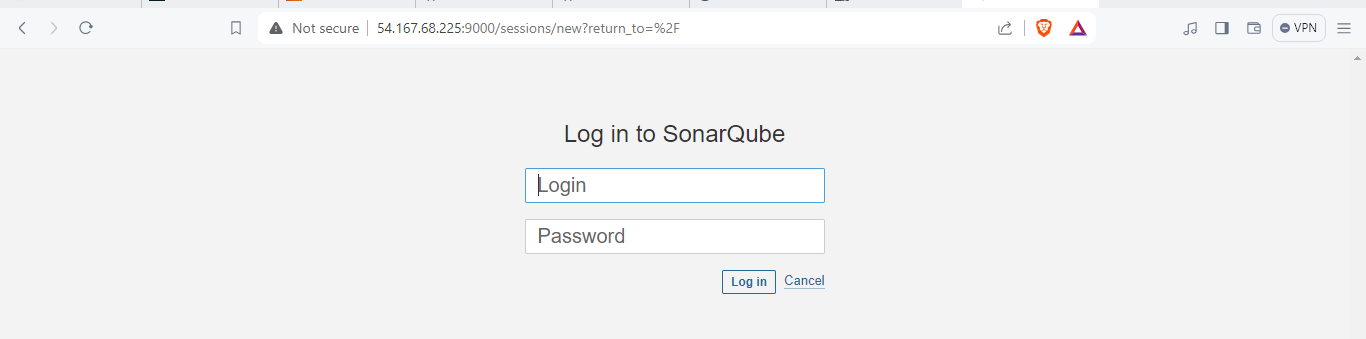 Not secure 54.167.68.225:9000/sessions/new?return_to=%2F VPN
Log in to SonarQube
Login
Password
Log in Cancel